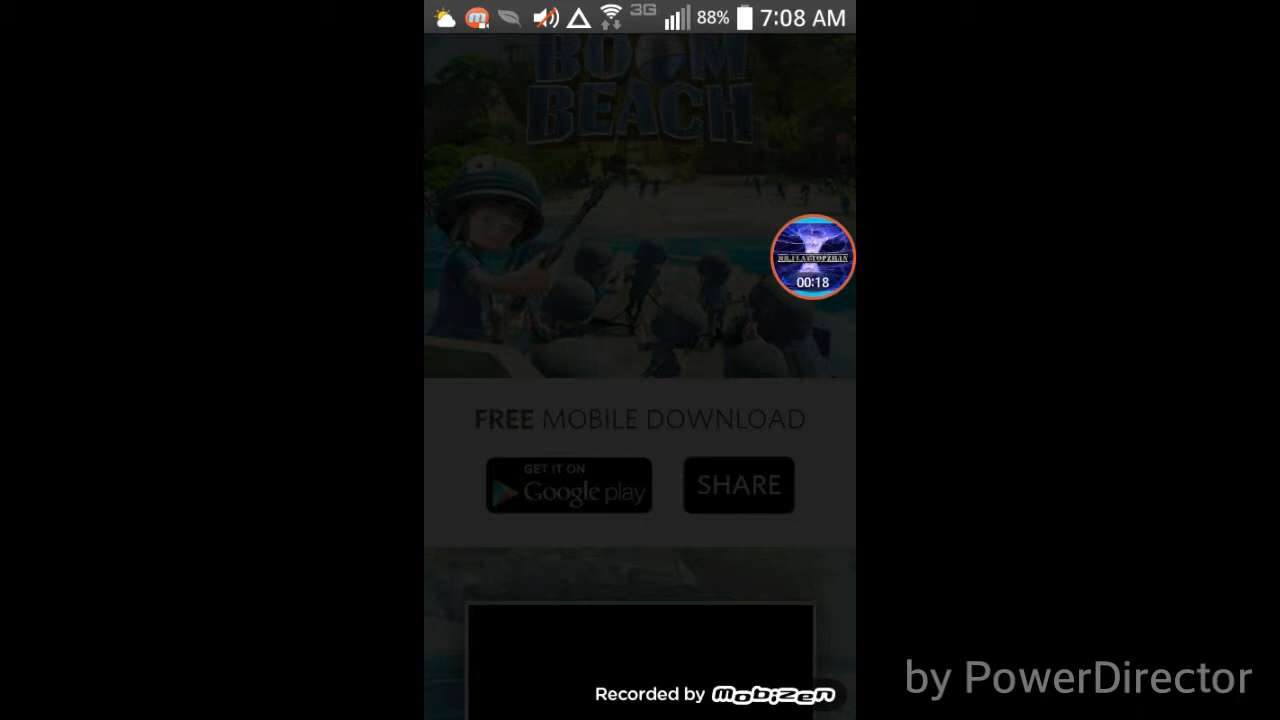 3G 88% 7:08 AM
BOOM
BEACH
00:18
FREE MOBILE DOWNLOAD
GET IT ON
Google play
SHARE
Recorded by mobizen
by PowerDirector